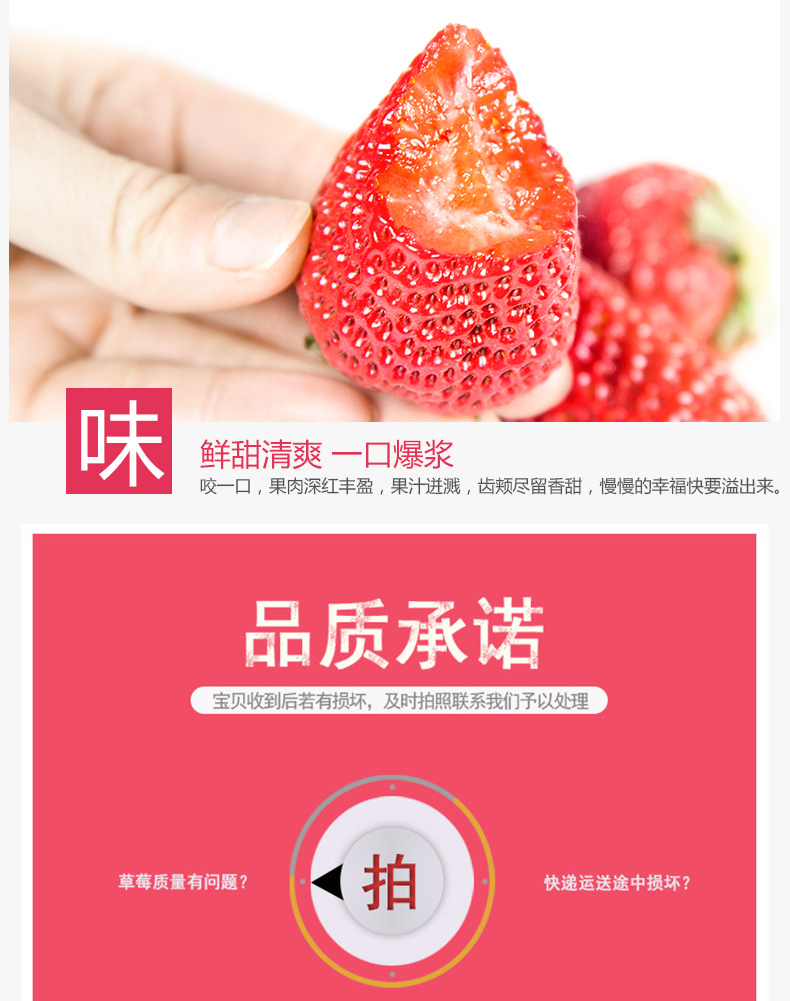 味
鲜甜清爽 一口爆浆
咬一口，果肉深红丰盈，果汁迸溅，齿颊尽留香甜，慢慢的幸福快要溢出来。
品质承诺
宝贝收到后若有损坏，及时拍照联系我们予以处理
草莓质量有问题？
拍
快递运送途中损坏？